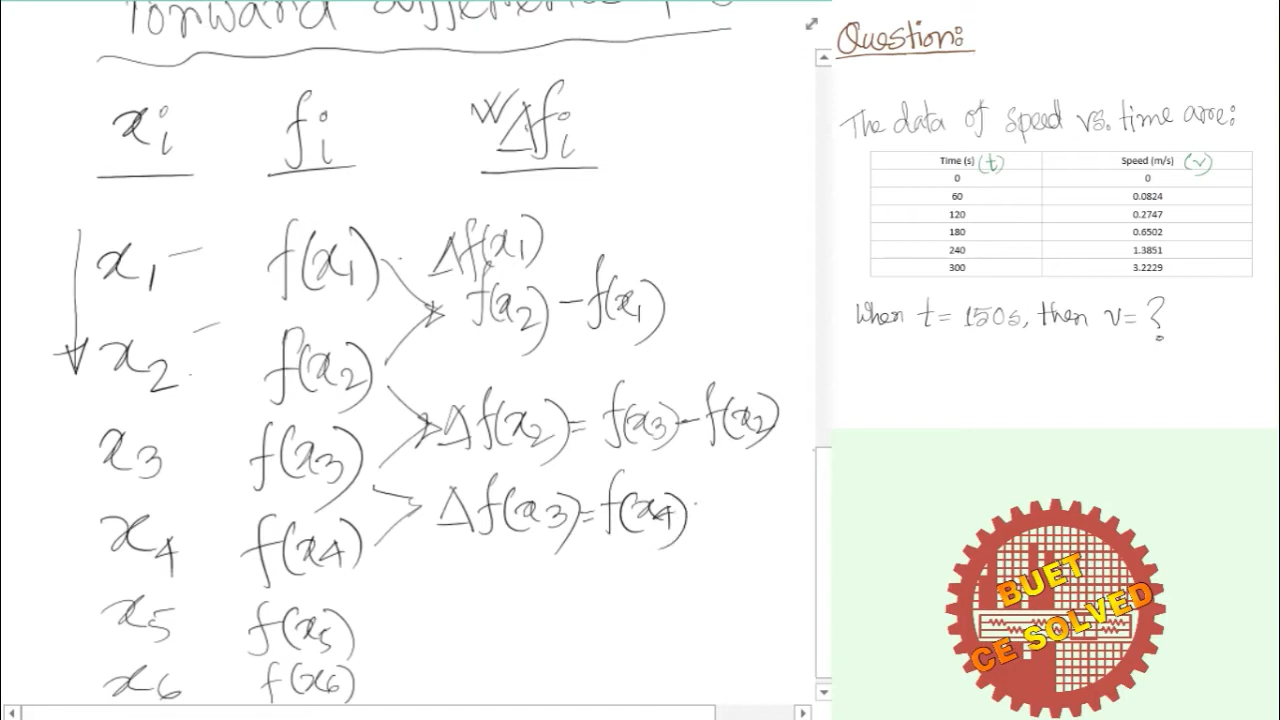 forward difference
xi fi Δfi
x1 f(x1) Δf(x1)
f(x2) - f(x1)
x2 f(x2)
Δf(x2) = f(x3) - f(x2)
x3 f(x3)
Δf(x3) = f(x4)
x4 f(x4)
x5 f(x5)
x6 f(x6)
Question:
The data of speed vs. time are:
Time (s) (t) Speed (m/s) (v)
0 0
60 0.0824
120 0.2747
180 0.6502
240 1.3851
300 3.2229
When t = 150s, then v = ?
BUET
CE SOLVED